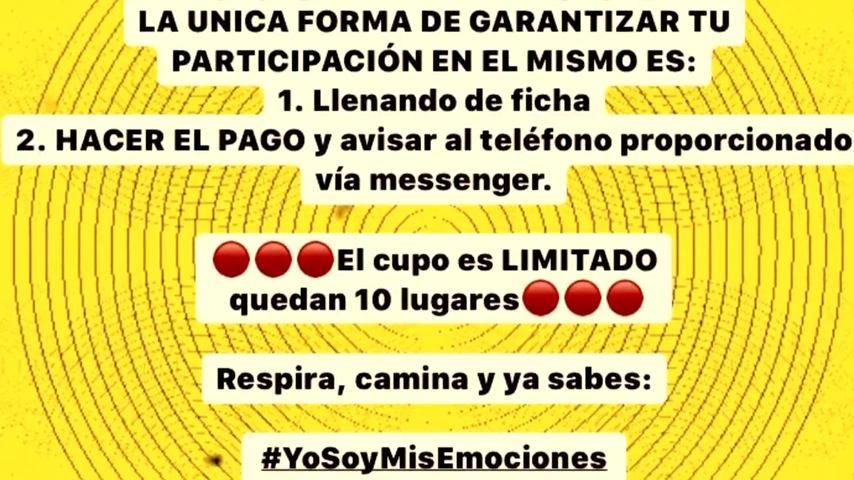 LA UNICA FORMA DE GARANTIZAR TU
PARTICIPACIÓN EN EL MISMO ES:
1. Llenando de ficha
2. HACER EL PAGO y avisar al teléfono proporcionado
vía messenger.
🔴🔴🔴El cupo es LIMITADO
quedan 10 lugares🔴🔴🔴
Respira, camina y ya sabes:
#YoSoyMisEmociones